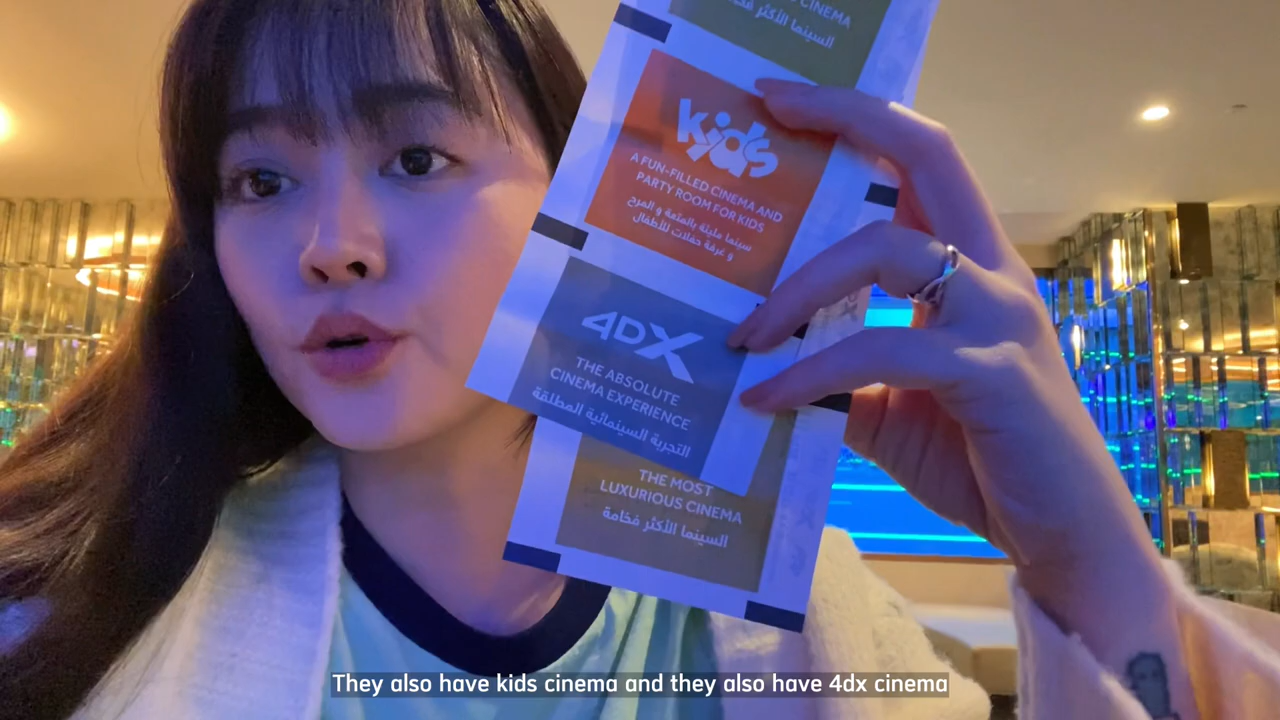 CINEMA
السينما الأكثر فخامة
kids
A FUN-FILLED CINEMA AND
PARTY ROOM FOR KIDS
سينما مليئة بالمتعة و المرح
و غرفة حفلات للأطفال
4DX
THE ABSOLUTE
CINEMA EXPERIENCE
التجربة السينمائية المطلقة
THE MOST
LUXURIOUS CINEMA
السينما الأكثر فخامة
They also have kids cinema and they also have 4dx cinema